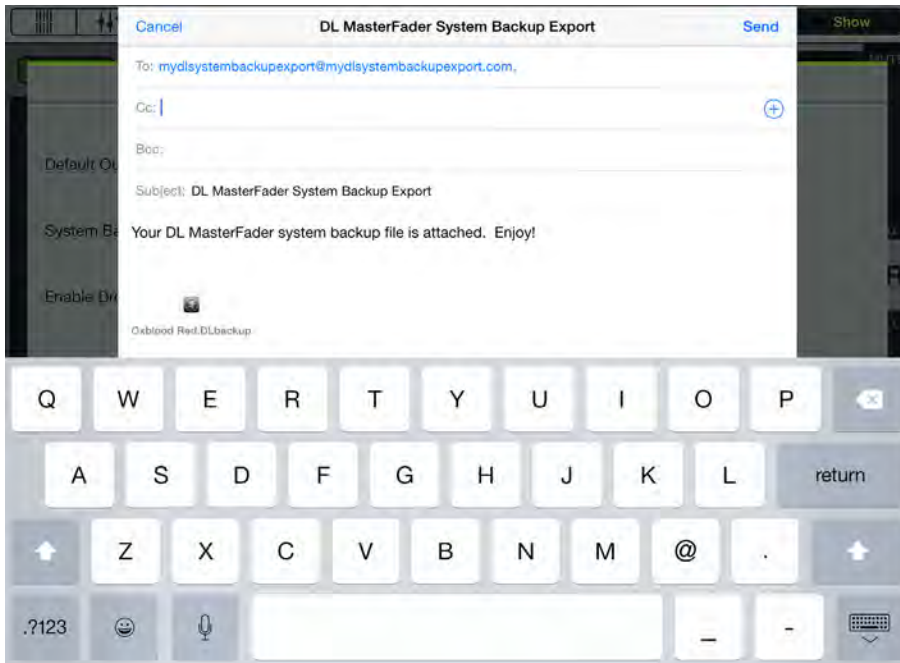 Cancel DL MasterFader System Backup Export Send Show
To: mydlsystembackupexport@mydlsystembackupexport.com,
Cc:
Bcc:
Default Ou
Subject: DL MasterFader System Backup Export
System Ba Your DL MasterFader system backup file is attached. Enjoy!
Enable Dr
Oxblood Red.DLbackup
Q W E R T Y U I O P
A S D F G H J K L return
Z X C V B N M @ .
.?123 _ -